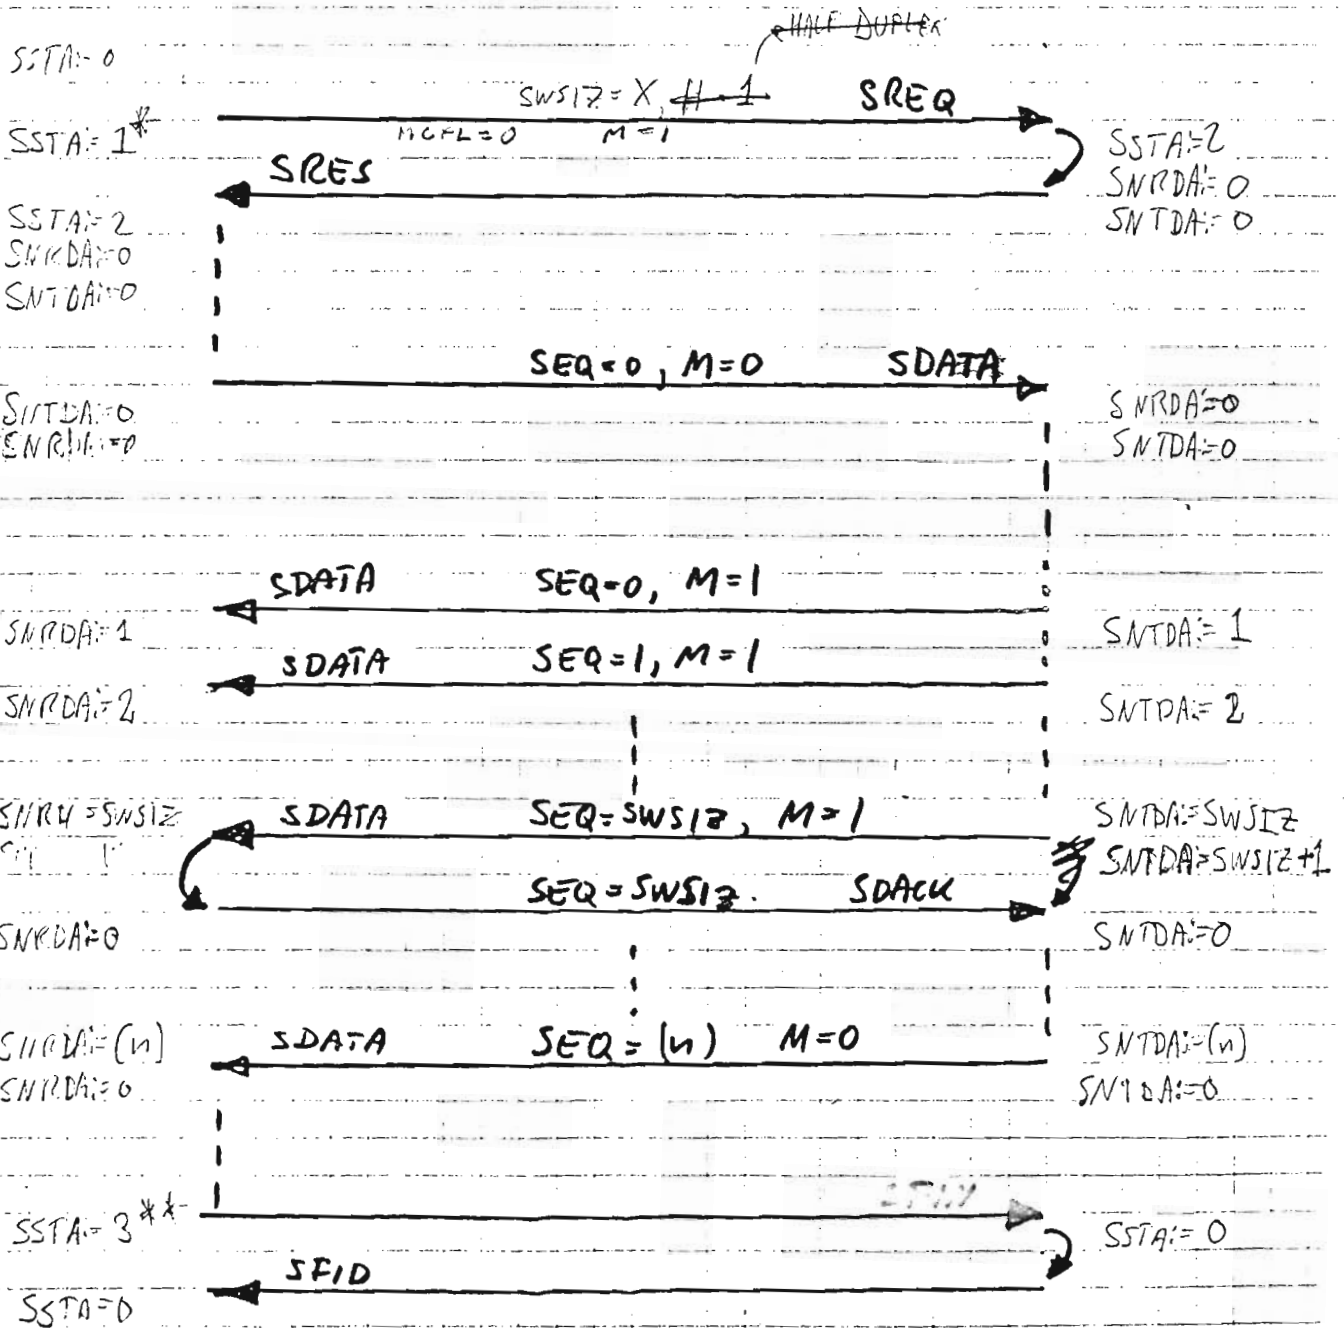 HALF DUPLEX
SSTA:=0
SWSIZ=X, H=1 SREQ
SSTA:=1*
M=1
SSTA:=2
SRES
SNRDA:=0
SSTA:=2
SNTDA:=0
SNRDA:=0
SNTDA:=0
SEQ=0, M=0 SDATA
SNTDA:=0
SNRDA:=0
SNRDA:=0
SNTDA:=0
SDATA SEQ=0, M=1
SNRDA:=1
SNTDA:=1
SDATA SEQ=1, M=1
SNRDA:=2
SNTDA:=2
SDATA SEQ=SWSIZ, M=1
SNTDA:=SWSIZ
SNTDA:=SWSIZ+1
SEQ=SWSIZ. SDACK
SNRDA:=0
SNTDA:=0
SDATA SEQ=(n) M=0
SNRDA:=(n)
SNTDA:=(n)
SNRDA:=0
SNTDA:=0
SSTA:=3**
SSTA:=0
SFID
SSTA=0